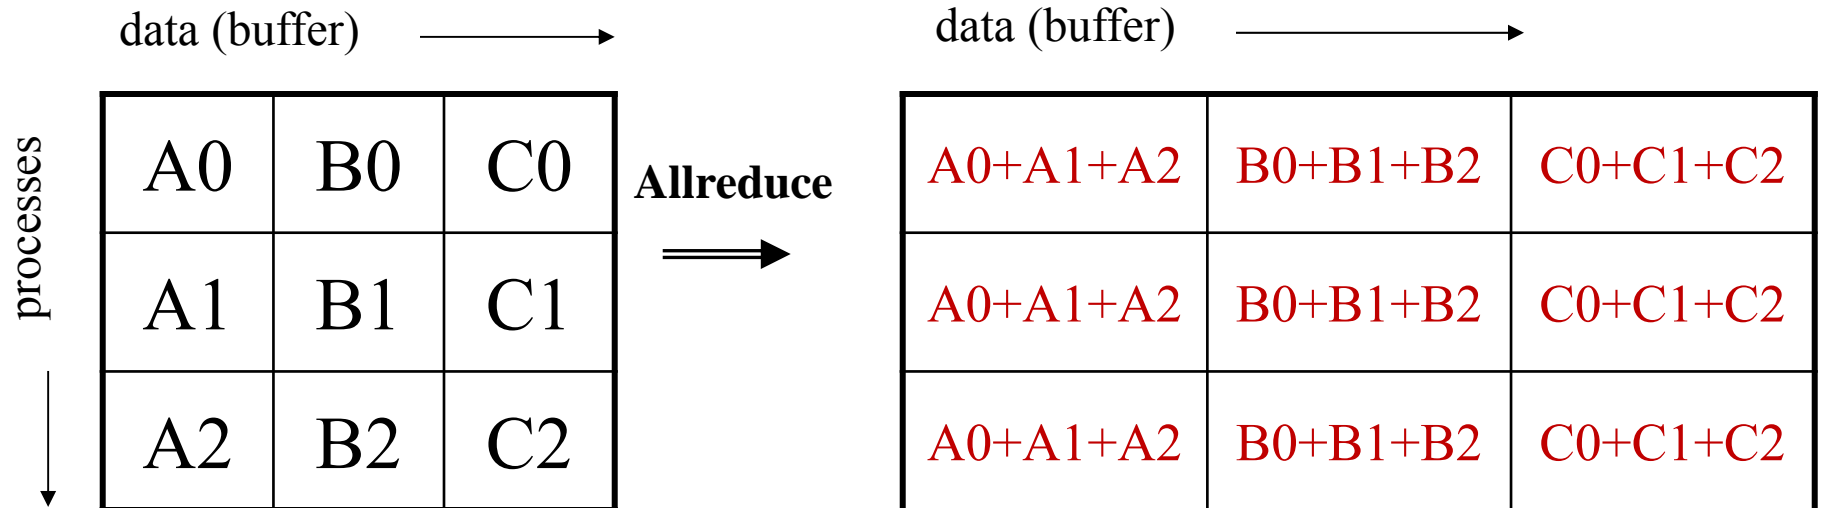 data (buffer)
data (buffer)
processes
A0 B0 C0
Allreduce
A0+A1+A2 B0+B1+B2 C0+C1+C2
A1 B1 C1
A0+A1+A2 B0+B1+B2 C0+C1+C2
A2 B2 C2
A0+A1+A2 B0+B1+B2 C0+C1+C2